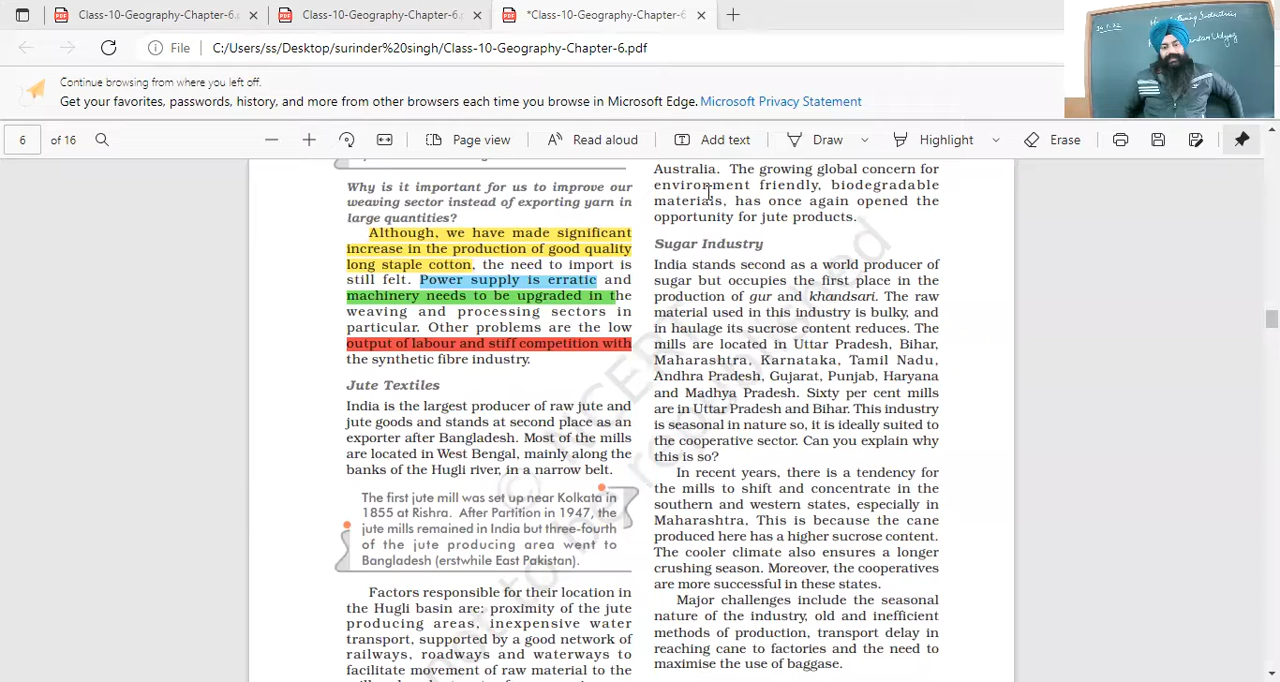 Class-10-Geography-Chapter-6.
Class-10-Geography-Chapter-6.
*Class-10-Geography-Chapter-6
File
C:/Users/ss/Desktop/surinder%20singh/Class-10-Geography-Chapter-6.pdf
Continue browsing from where you left off.
Get your favorites, passwords, history, and more from other browsers each time you browse in Microsoft Edge. Microsoft Privacy Statement
6 of 16 Page view Read aloud Add text Draw Highlight Erase
Why is it important for us to improve our
weaving sector instead of exporting yarn in
large quantities?
Although, we have made significant
increase in the production of good quality
long staple cotton, the need to import is
still felt. Power supply is erratic and
machinery needs to be upgraded in the
weaving and processing sectors in
particular. Other problems are the low
output of labour and stiff competition with
the synthetic fibre industry.
Jute Textiles
India is the largest producer of raw jute and
jute goods and stands at second place as an
exporter after Bangladesh. Most of the mills
are located in West Bengal, mainly along the
banks of the Hugli river, in a narrow belt.
The first jute mill was set up near Kolkata in
1855 at Rishra. After Partition in 1947, the
jute mills remained in India but three-fourth
of the jute producing area went to
Bangladesh (erstwhile East Pakistan).
Factors responsible for their location in
the Hugli basin are: proximity of the jute
producing areas, inexpensive water
transport, supported by a good network of
railways, roadways and waterways to
facilitate movement of raw material to the
Australia. The growing global concern for
environment friendly, biodegradable
materials, has once again opened the
opportunity for jute products.
Sugar Industry
India stands second as a world producer of
sugar but occupies the first place in the
production of gur and khandsari. The raw
material used in this industry is bulky, and
in haulage its sucrose content reduces. The
mills are located in Uttar Pradesh, Bihar,
Maharashtra, Karnataka, Tamil Nadu,
Andhra Pradesh, Gujarat, Punjab, Haryana
and Madhya Pradesh. Sixty per cent mills
are in Uttar Pradesh and Bihar. This industry
is seasonal in nature so, it is ideally suited to
the cooperative sector. Can you explain why
this is so?
In recent years, there is a tendency for
the mills to shift and concentrate in the
southern and western states, especially in
Maharashtra, This is because the cane
produced here has a higher sucrose content.
The cooler climate also ensures a longer
crushing season. Moreover, the cooperatives
are more successful in these states.
Major challenges include the seasonal
nature of the industry, old and inefficient
methods of production, transport delay in
reaching cane to factories and the need to
maximise the use of baggase.